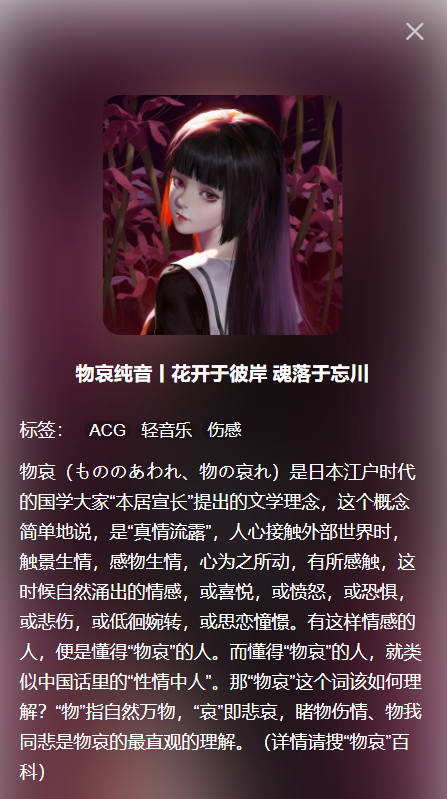 物哀纯音丨花开于彼岸 魂落于忘川
标签： ACG 轻音乐 伤感
物哀（もののあわれ、物の哀れ）是日本江户时代
的国学大家“本居宣长”提出的文学理念，这个概念
简单地说，是“真情流露”，人心接触外部世界时，
触景生情，感物生情，心为之所动，有所感触，这
时候自然涌出的情感，或喜悦，或愤怒，或恐惧，
或悲伤，或低徊婉转，或思恋憧憬。有这样情感的
人，便是懂得“物哀”的人。而懂得“物哀”的人，就类
似中国话里的“性情中人”。那“物哀”这个词该如何理
解？“物”指自然万物，“哀”即悲哀，睹物伤情、物我
同悲是物哀的最直观的理解。（详情请搜“物哀”百
科）